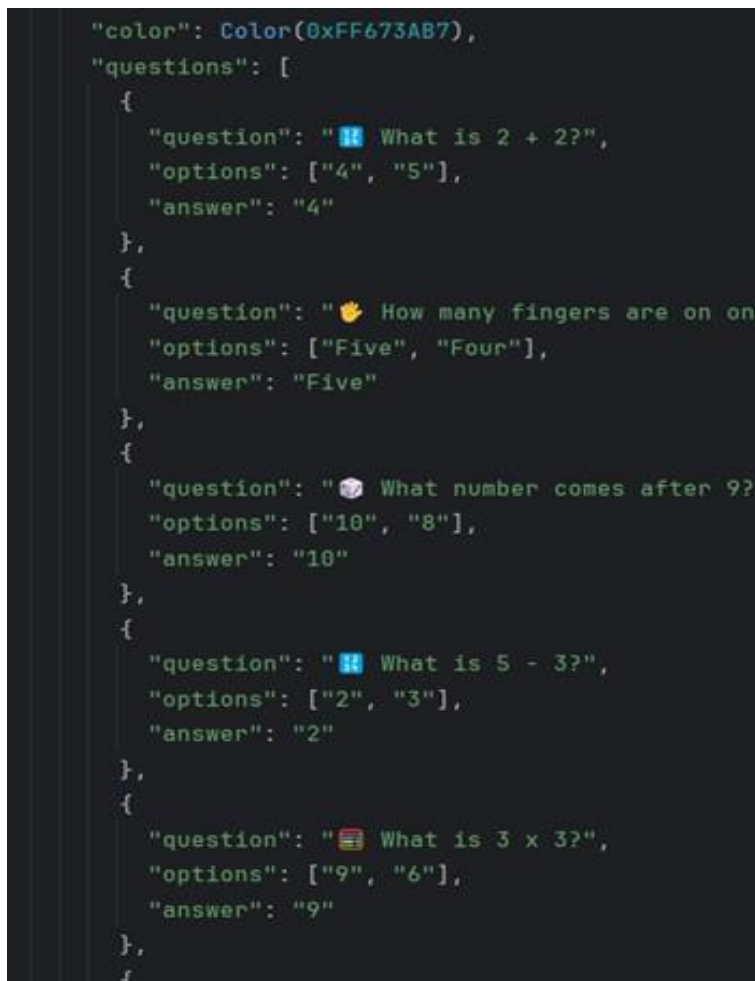 "color": Color(0xFF673AB7),
"questions": [
{
"question": "🔢 What is 2 + 2?",
"options": ["4", "5"],
"answer": "4"
},
{
"question": "🖐 How many fingers are on on
"options": ["Five", "Four"],
"answer": "Five"
},
{
"question": "🎲 What number comes after 9?
"options": ["10", "8"],
"answer": "10"
},
{
"question": "🔢 What is 5 - 3?",
"options": ["2", "3"],
"answer": "2"
},
{
"question": "🧮 What is 3 x 3?",
"options": ["9", "6"],
"answer": "9"
},
{